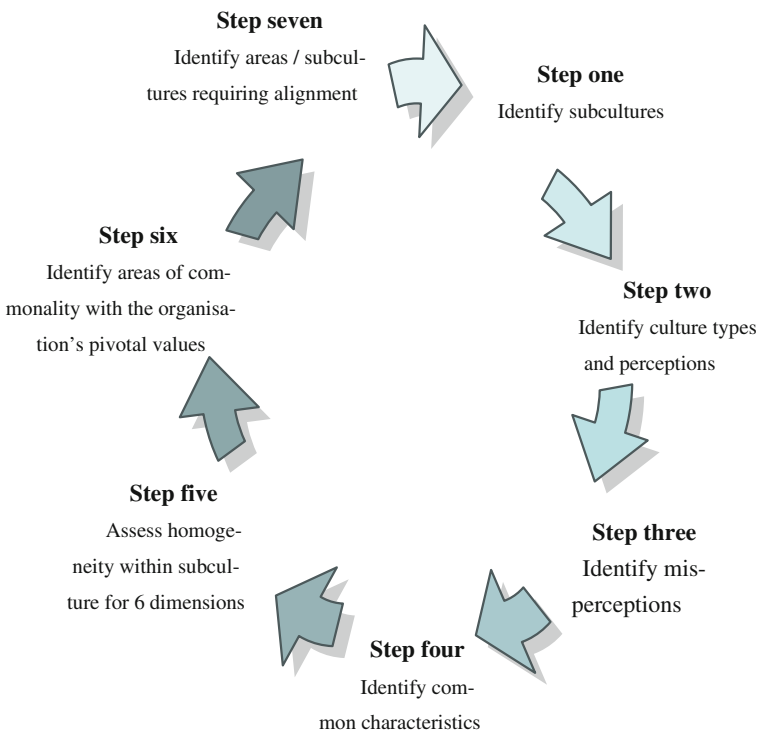 Step one
Identify subcultures
Step two
Identify culture types
and perceptions
Step three
Identify mis-
perceptions
Step four
Identify com-
mon characteristics
Step five
Assess homoge-
neity within subcul-
ture for 6 dimensions
Step six
Identify areas of com-
monality with the organisa-
tion’s pivotal values
Step seven
Identify areas / subcul-
tures requiring alignment